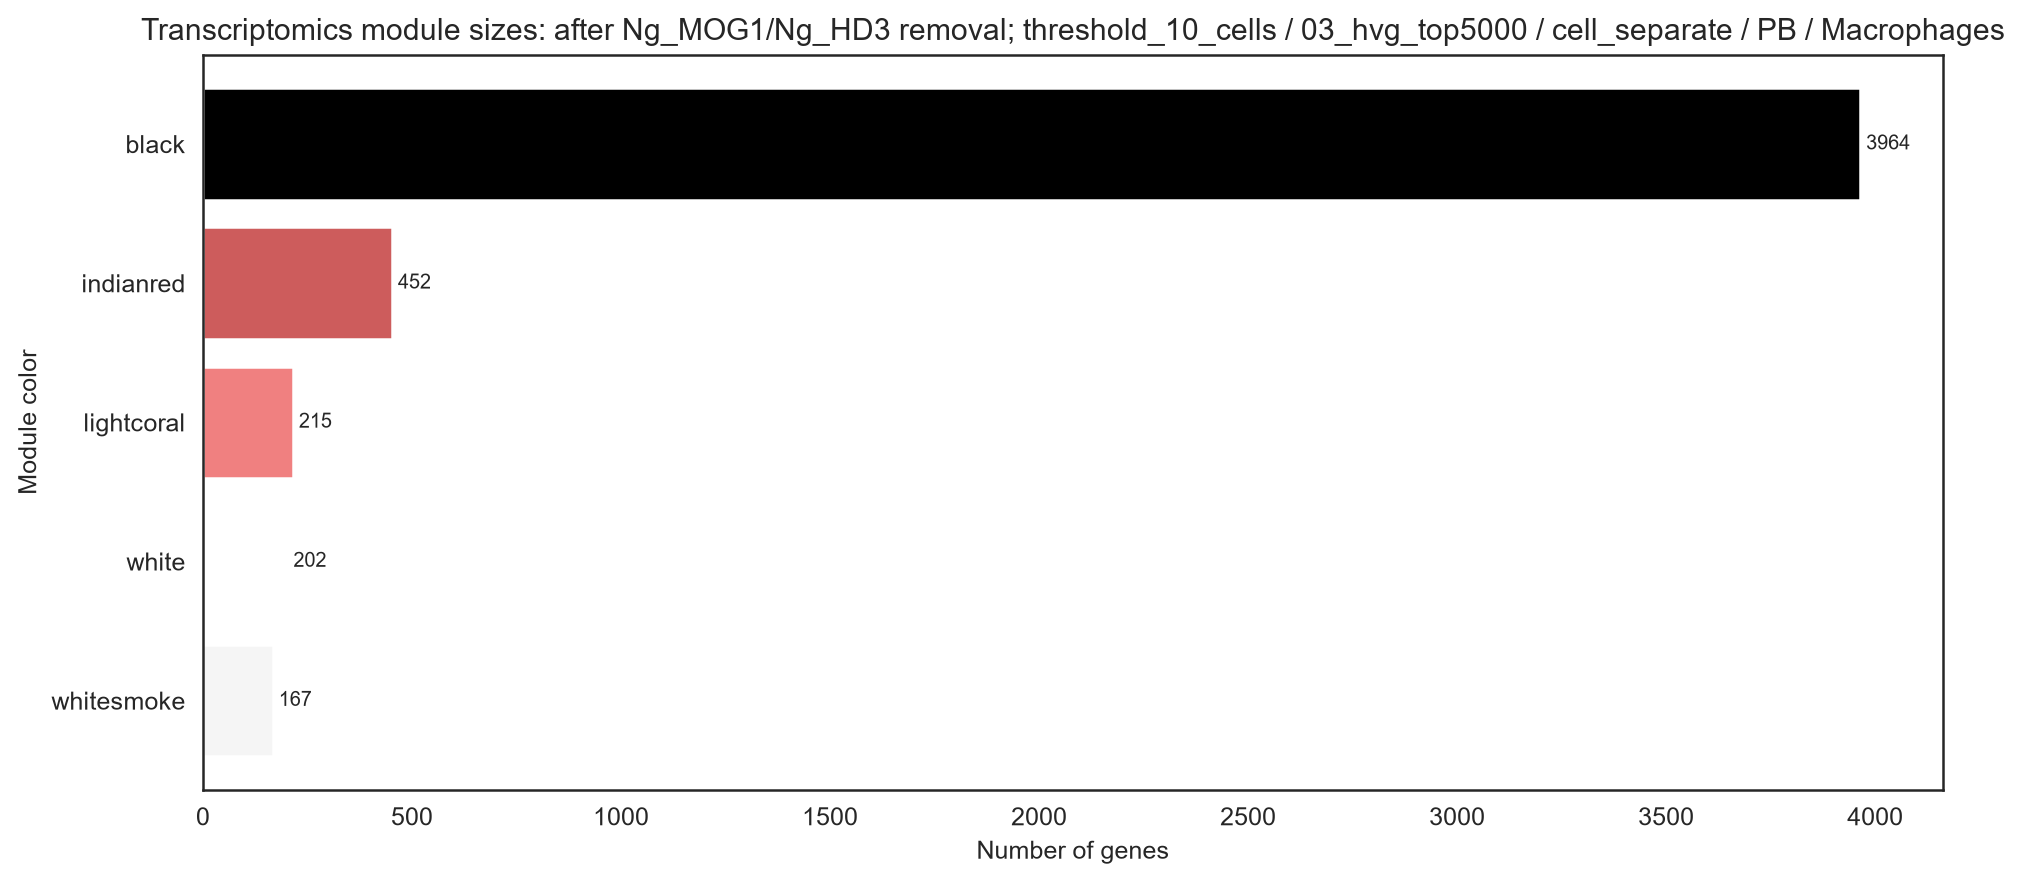 Transcriptomics module sizes: after Ng_MOG1/Ng_HD3 removal; threshold_10_cells / 03_hvg_top5000 / cell_separate / PB / Macrophages
black
3964
indianred
452
lightcoral
215
white
202
whitesmoke
167
Module color
0 500 1000 1500 2000 2500 3000 3500 4000
Number of genes